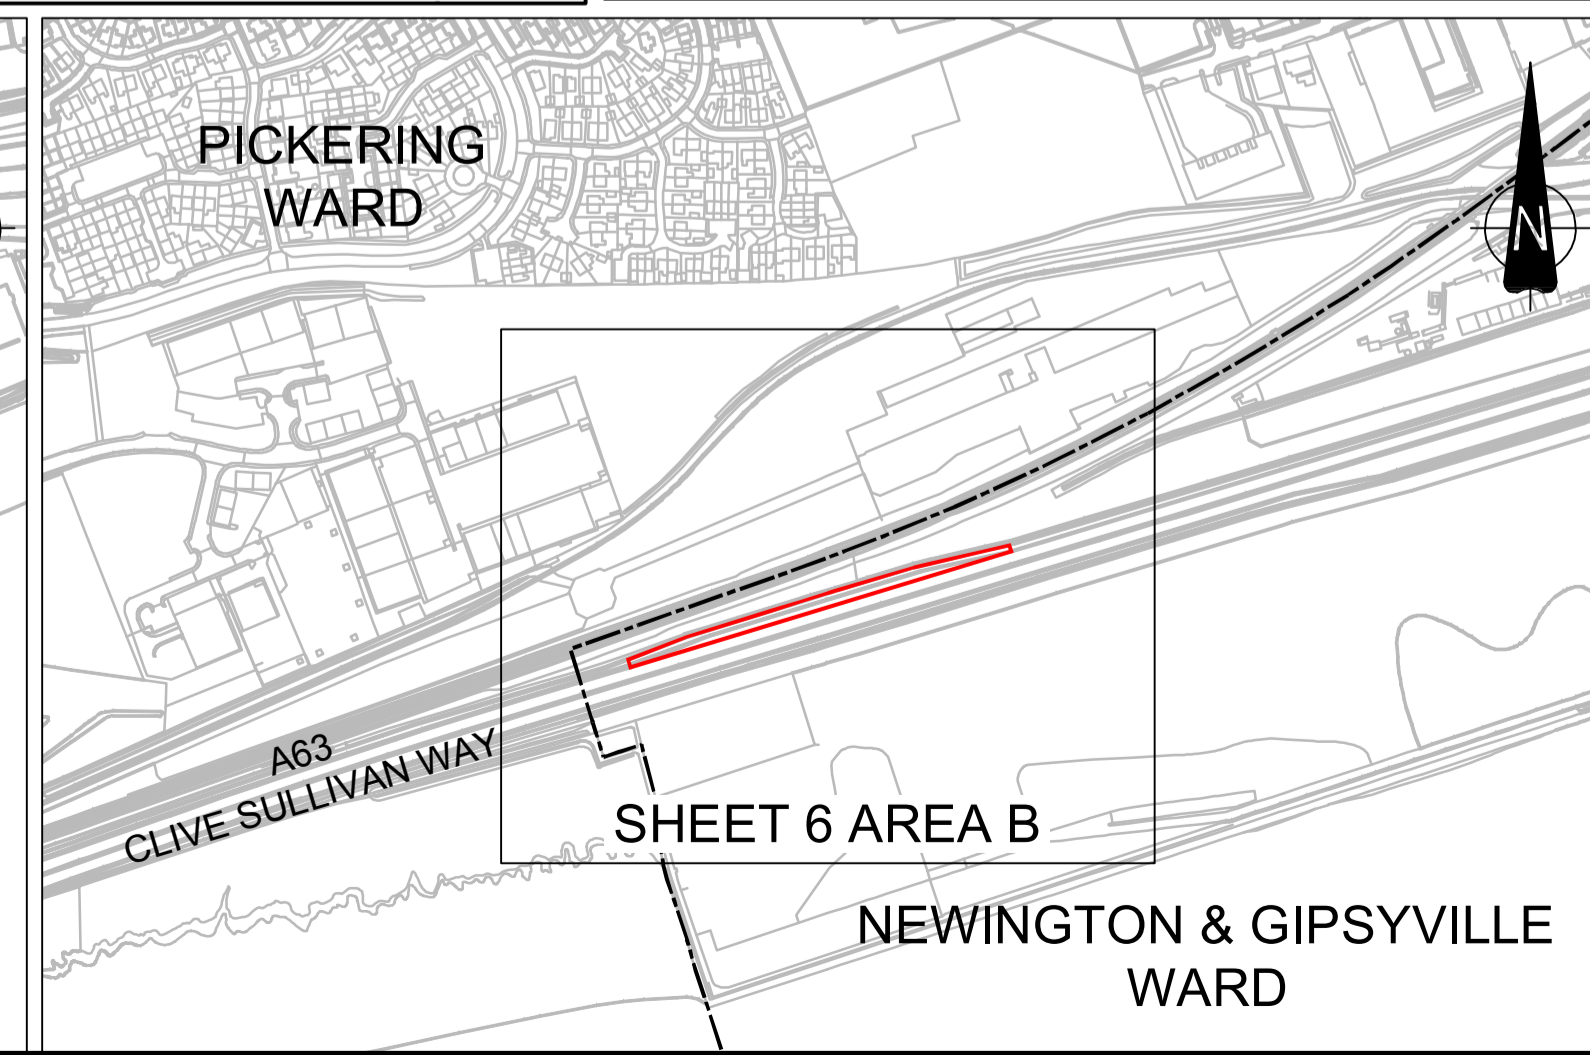 PICKERING
WARD
N
A63
CLIVE SULLIVAN WAY
SHEET 6 AREA B
NEWINGTON & GIPSYVILLE
WARD